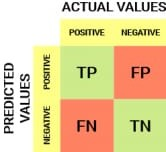 ACTUAL VALUES
POSITIVE NEGATIVE
PREDICTED
VALUES
POSITIVE
TP FP
NEGATIVE
FN TN